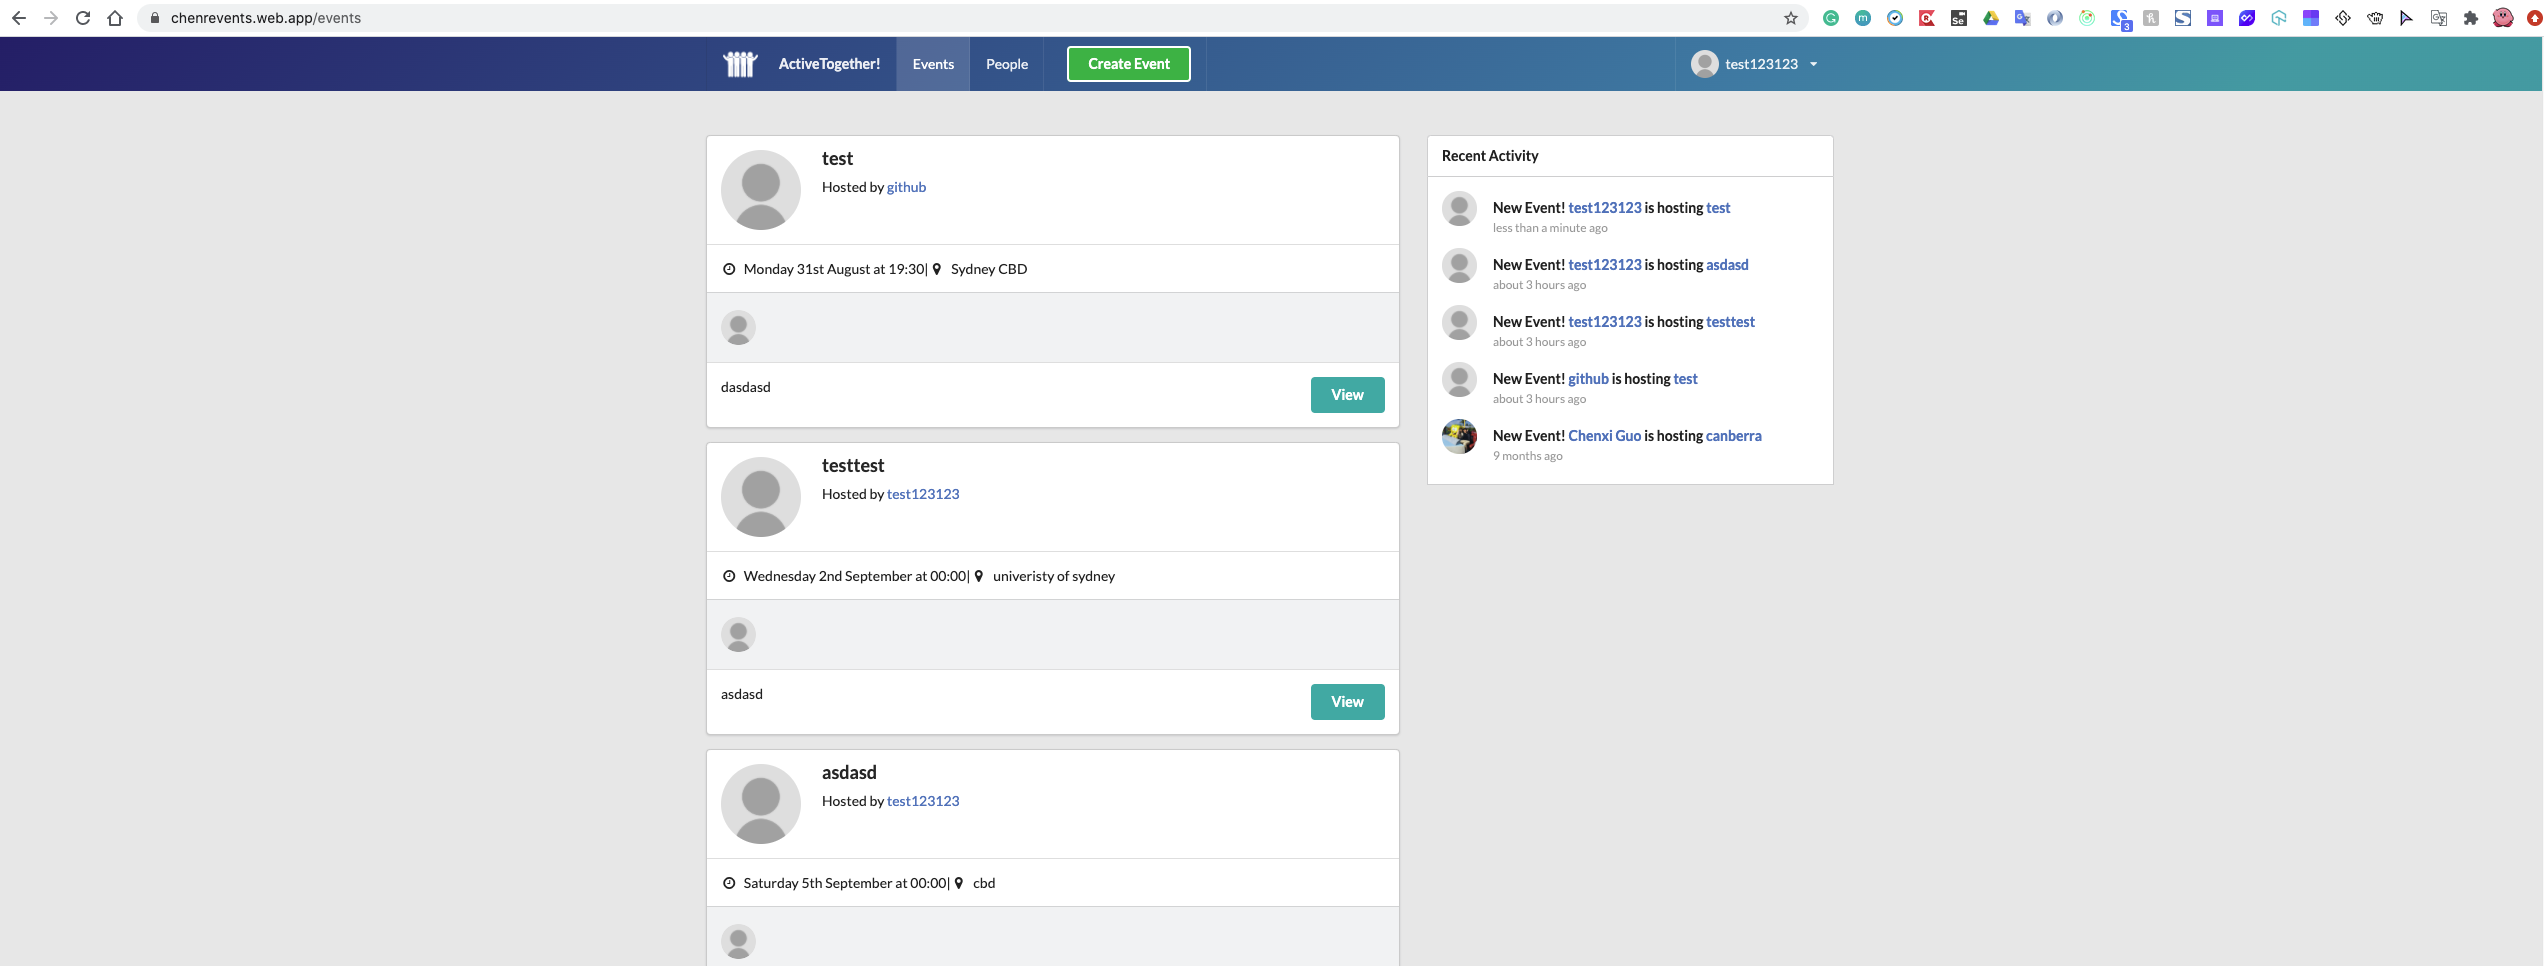 chenrevents.web.app/events
3
ActiveTogether!
Events
People
Create Event
test123123
test
Hosted by github
Monday 31st August at 19:30| Sydney CBD
dasdasd
View
testtest
Hosted by test123123
Wednesday 2nd September at 00:00| univeristy of sydney
asdasd
View
asdasd
Hosted by test123123
Saturday 5th September at 00:00| cbd
Recent Activity
New Event! test123123 is hosting test
less than a minute ago
New Event! test123123 is hosting asdasd
about 3 hours ago
New Event! test123123 is hosting testtest
about 3 hours ago
New Event! github is hosting test
about 3 hours ago
New Event! Chenxi Guo is hosting canberra
9 months ago